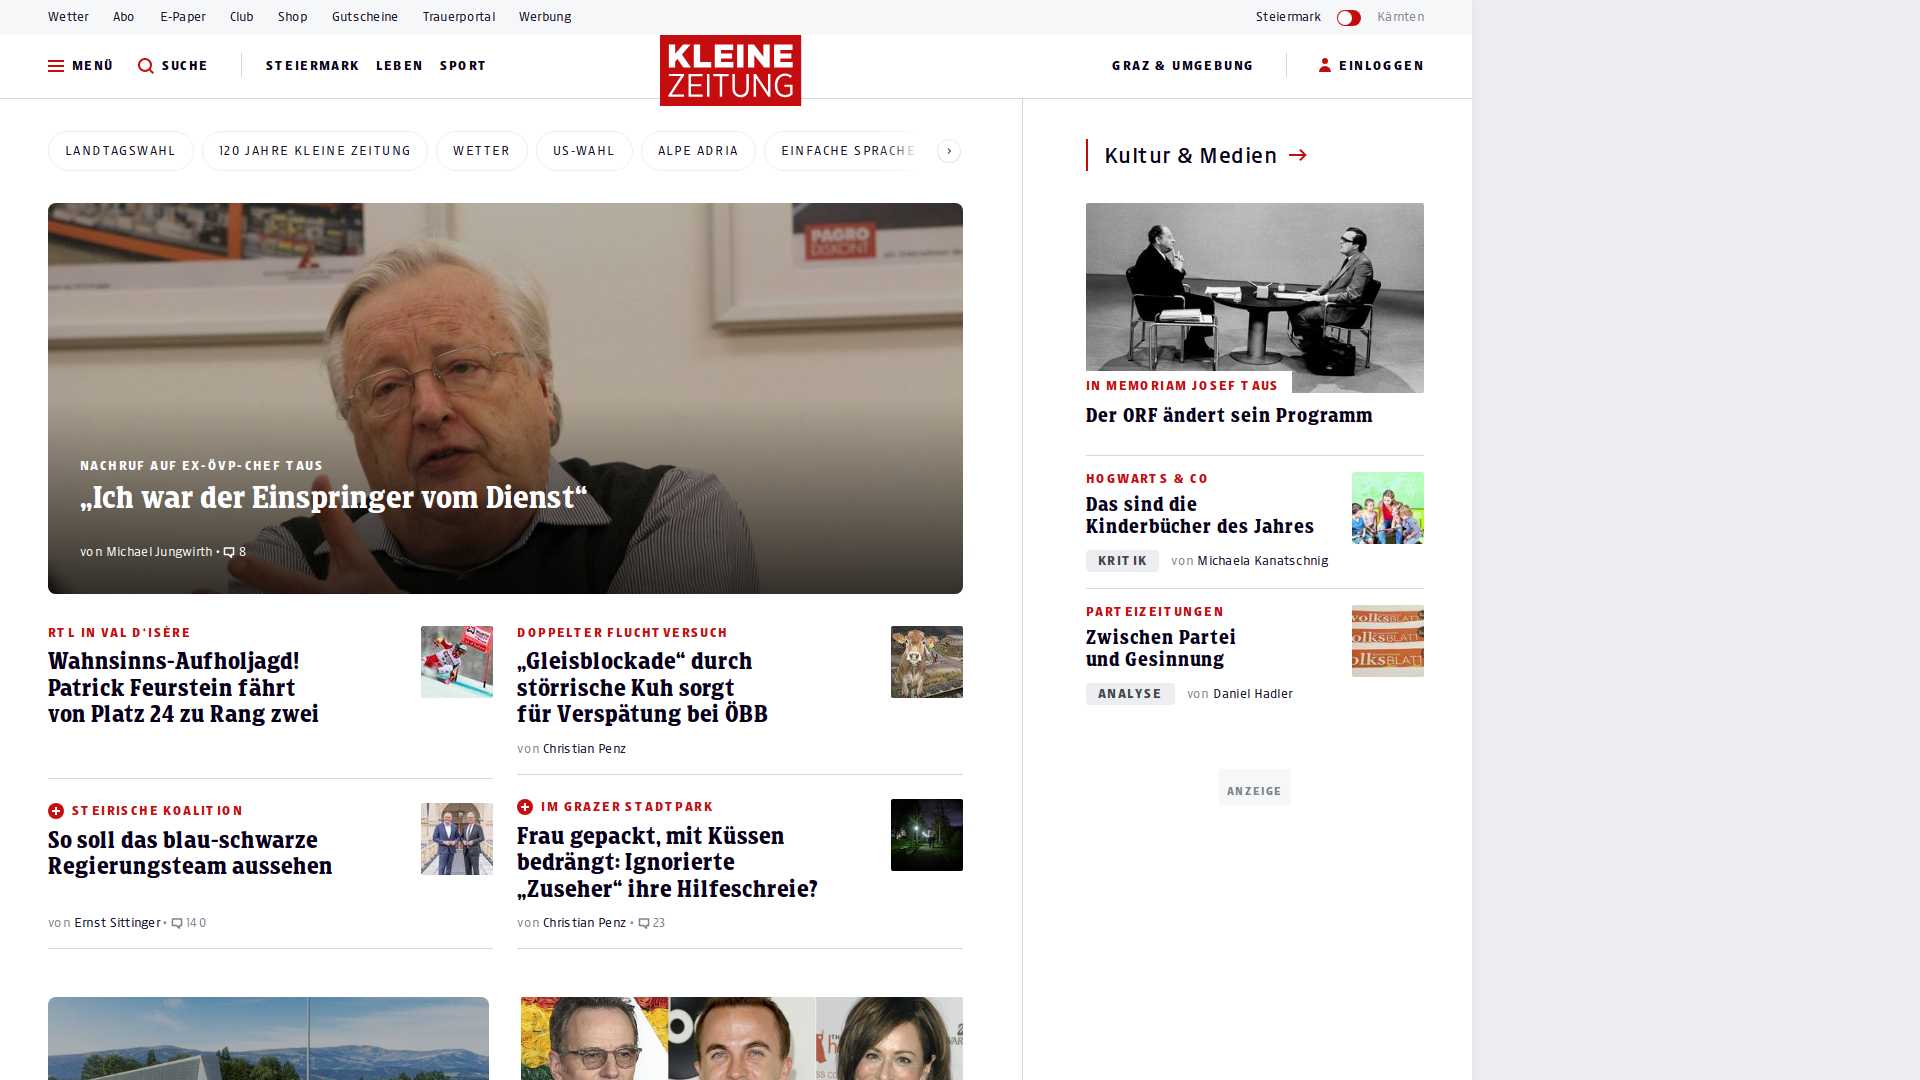 Wetter Abo E-Paper Club Shop Gutscheine Trauerportal Werbung Steiermark Kärnten
MENÜ SUCHE STEIERMARK LEBEN SPORT KLEINE ZEITUNG GRAZ & UMGEBUNG EINLOGGEN
LANDTAGSWAHL 120 JAHRE KLEINE ZEITUNG WETTER US-WAHL ALPE ADRIA EINFACHE SPRACHE
PAGRO
DISKONT
NACHRUF AUF EX-ÖVP-CHEF TAUS
„Ich war der Einspringer vom Dienst“
von Michael Jungwirth • 8
RTL IN VAL D'ISÈRE
Wahnsinns-Aufholjagd!
Patrick Feurstein fährt
von Platz 24 zu Rang zwei
DOPPELTER FLUCHTVERSUCH
„Gleisblockade“ durch
störrische Kuh sorgt
für Verspätung bei ÖBB
von Christian Penz
STEIRISCHE KOALITION
So soll das blau-schwarze
Regierungsteam aussehen
von Ernst Sittinger • 140
IM GRAZER STADTPARK
Frau gepackt, mit Küssen
bedrängt: Ignorierte
„Zuseher“ ihre Hilfeschreie?
von Christian Penz • 23
Kultur & Medien
IN MEMORIAM JOSEF TAUS
Der ORF ändert sein Programm
HOGWARTS & CO
Das sind die
Kinderbücher des Jahres
KRITIK von Michaela Kanatschnig
PARTEIZEITUNGEN
Zwischen Partei
und Gesinnung
ANALYSE von Daniel Hadler
volksBLATT
volksBLATT
volksBLATT
ANZEIGE